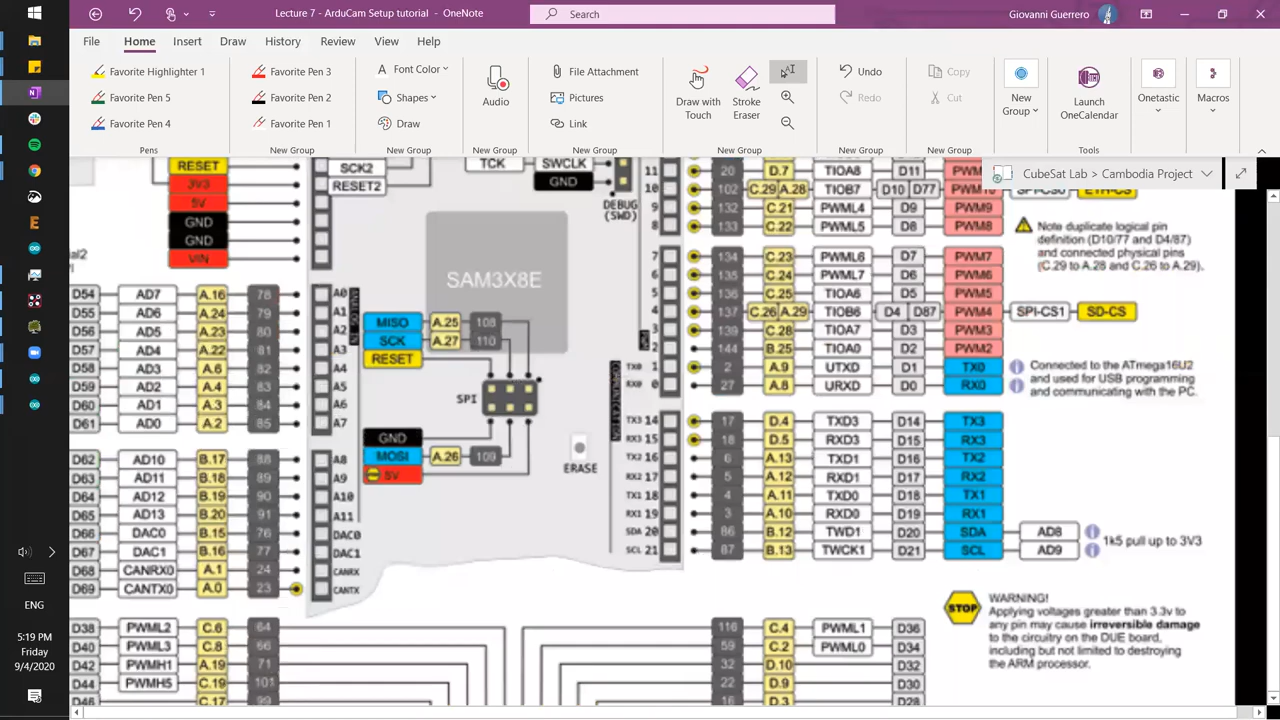 Lecture 7 - ArduCam Setup tutorial - OneNote
Search
Giovanni Guerrero
File Home Insert Draw History Review View Help
Favorite Highlighter 1
Favorite Pen 5
Favorite Pen 4
Pens
Favorite Pen 3
Favorite Pen 2
Favorite Pen 1
New Group
Font Color
Shapes
Draw
New Group
Audio
New Group
File Attachment
Pictures
Link
New Group
Draw with Touch
Stroke Eraser
New Group
Undo
Redo
New Group
Copy
Cut
New Group
New Group
Launch OneCalendar
Tools
Onetastic
Macros
CubeSat Lab > Cambodia Project
RESET
3V3
5V
GND
GND
VIN
SCK2
RESET2
TCK
SWCLK
GND
DEBUG
(SWD)
SAM3X8E
D54 AD7 A.16 78 A0
D55 AD6 A.24 79 A1
D56 AD5 A.23 80 A2
D57 AD4 A.22 81 A3
D58 AD3 A.6 82 A4
D59 AD2 A.4 83 A5
D60 AD1 A.3 84 A6
D61 AD0 A.2 85 A7
D62 AD10 B.17 88 A8
D63 AD11 B.18 89 A9
D64 AD12 B.19 90 A10
D65 AD13 B.20 91 A11
D66 DAC0 B.15 76 DAC0
D67 DAC1 B.16 77 DAC1
D68 CANRX0 A.1 24 CANRX
D69 CANTX0 A.0 23 CANTX
D38 PWML2 C.6 64
D40 PWML3 C.8 66
D42 PWMH1 A.19 71
D44 PWMH5 C.19 101
D46 C.17 99
MISO A.25 108
SCK A.27 110
RESET
SPI
GND
MOSI A.26 109
5V
ERASE
11 20 D.7 TIOA8 D11
10 102 C.29 A.28 TIOB7 D10 D77 PWM10 SPI-CS0 ETH-CS
9 132 C.21 PWML4 D9 PWM9
8 133 C.22 PWML5 D8 PWM8
7 134 C.23 PWML6 D7 PWM7
6 135 C.24 PWML7 D6 PWM6
5 136 C.25 TIOA6 D5 PWM5
4 137 C.26 A.29 TIOB6 D4 D87 PWM4 SPI-CS1 SD-CS
3 139 C.28 TIOA7 D3 PWM3
2 144 B.25 TIOA0 D2 PWM2
TX0 1 2 A.9 UTXD D1 TX0
RX0 0 27 A.8 URXD D0 RX0
TX3 14 17 D.4 TXD3 D14 TX3
RX3 15 18 D.5 RXD3 D15 RX3
TX2 16 6 A.13 TXD1 D16 TX2
RX2 17 5 A.12 RXD1 D17 RX2
TX1 18 4 A.11 TXD0 D18 TX1
RX1 19 3 A.10 RXD0 D19 RX1
SDA 20 86 B.12 TWD1 D20 SDA AD8
SCL 21 87 B.13 TWCK1 D21 SCL AD9
1k5 pull up to 3V3
Note duplicate logical pin
definition (D10/77 and D4/87)
and connected physical pins
(C.29 to A.28 and C.26 to A.29).
Connected to the ATmega16U2
and used for USB programming
and communicating with the PC.
116 C.4 PWML1 D36
59 C.2 PWML0 D34
32 D.10 D32
22 D.9 D30
16 D.3 D28
STOP
WARNING!
Applying voltages greater than 3.3v to
any pin may cause irreversible damage
to the circuitry on the DUE board,
including but not limited to destroying
the ARM processor.
ENG
5:19 PM
Friday
9/4/2020